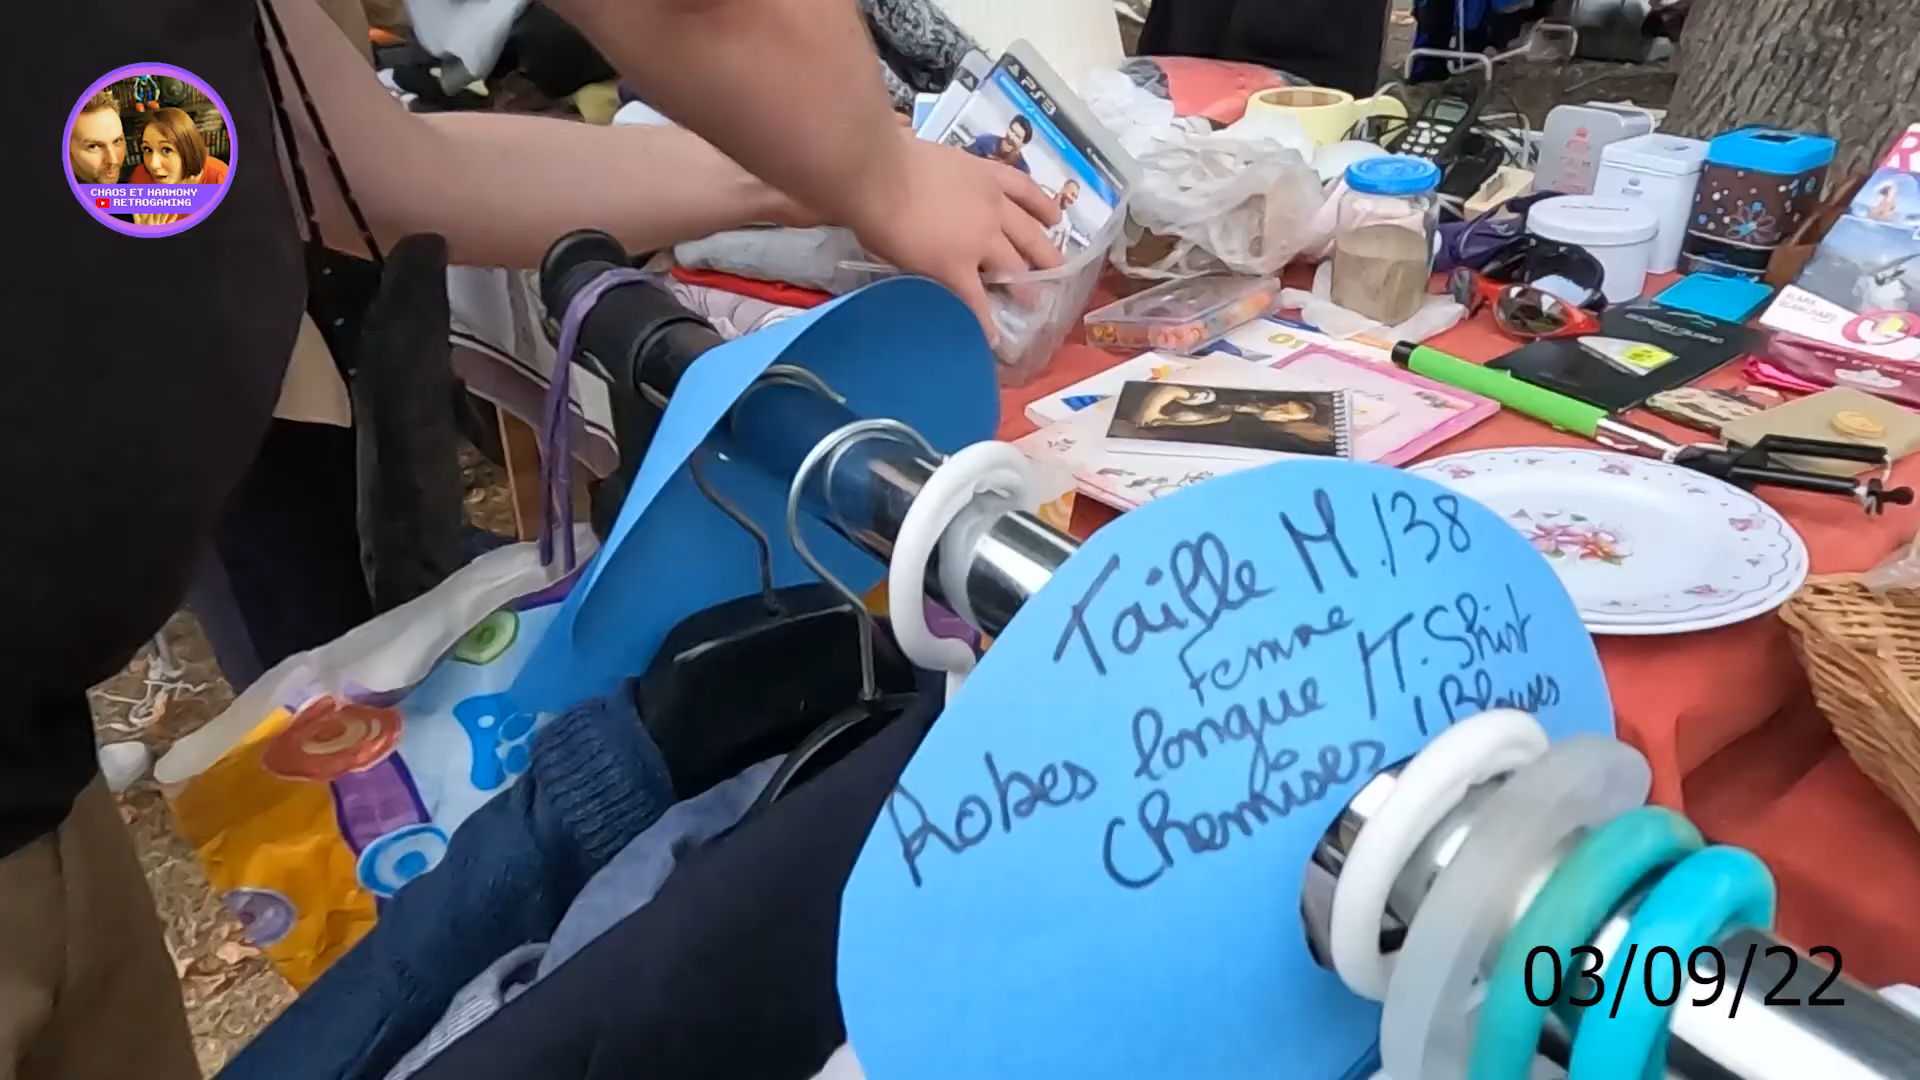 CHAOS ET HARMONY
RETROGAMING
PS3
Taille M /38
Femme
Robes longue /T.Shirt
Chemises / Blouses
03/09/22